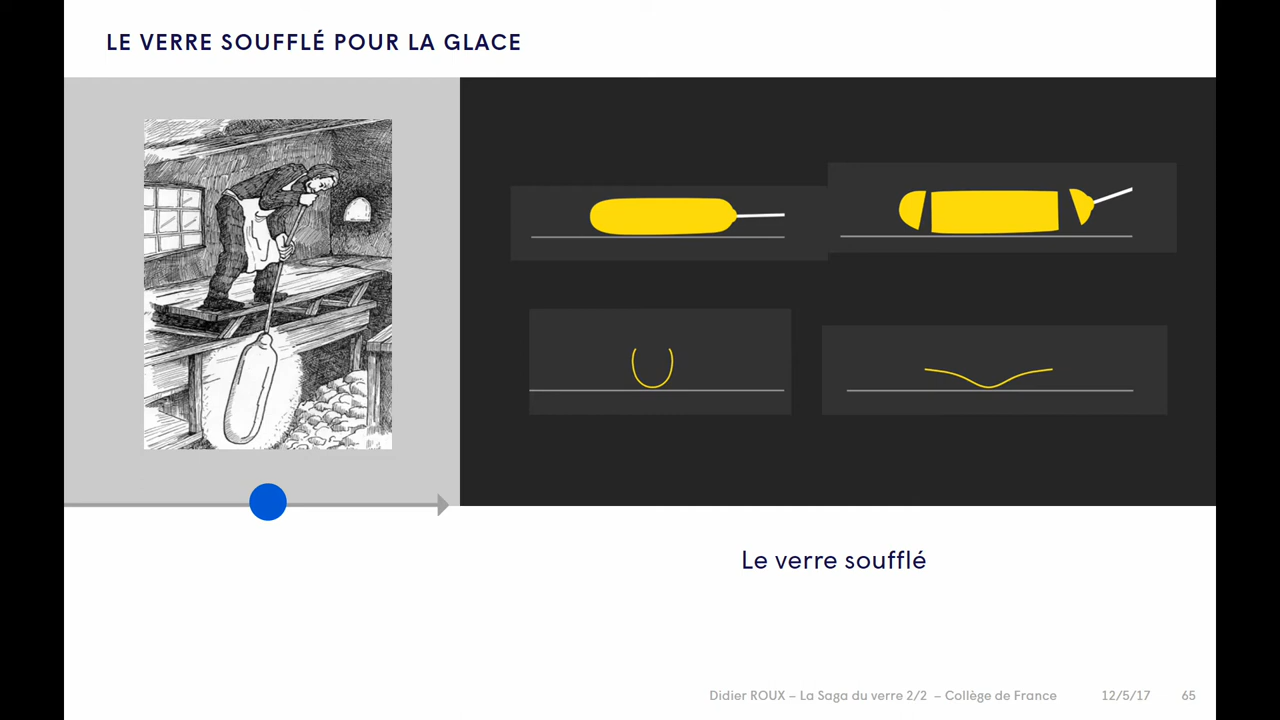 LE VERRE SOUFFLÉ POUR LA GLACE
Le verre soufflé
Didier ROUX – La Saga du verre 2/2 – Collège de France 12/5/17 65